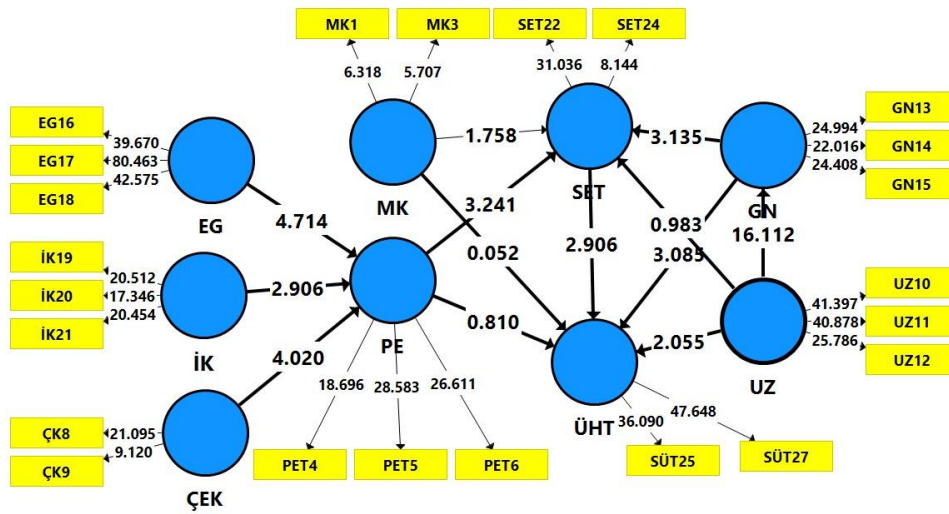 MK1
MK3
SET22
SET24
6.318
5.707
31.036
8.144
EG16
EG17
EG18
39.670
80.463
42.575
EG
4.714
MK
1.758
SET
3.135
GN
GN13
GN14
GN15
24.994
22.016
24.408
3.241
0.052
2.906
0.983
3.085
16.112
İK19
İK20
İK21
20.512
17.346
20.454
İK
2.906
PE
0.810
ÜHT
2.055
UZ
UZ10
UZ11
UZ12
41.397
40.878
25.786
4.020
18.696
28.583
26.611
36.090
47.648
ÇK8
ÇK9
21.095
9.120
ÇEK
PET4
PET5
PET6
SÜT25
SÜT27